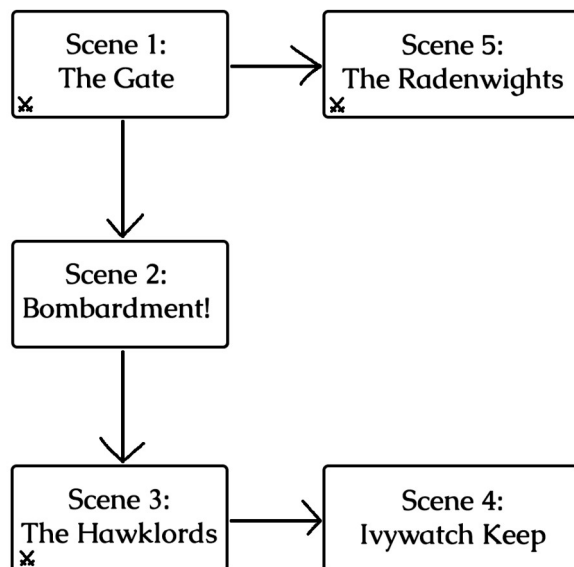 Scene 1:
The Gate
Scene 5:
The Radenwights
Scene 2:
Bombardment!
Scene 3:
The Hawklords
Scene 4:
Ivywatch Keep